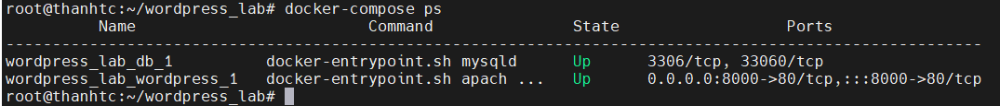 root@thanhtc:~/wordpress_lab# docker-compose ps
Name Command State Ports
--------------------------------------------------------------------------------------------------------
wordpress_lab_db_1 docker-entrypoint.sh mysqld Up 3306/tcp, 33060/tcp
wordpress_lab_wordpress_1 docker-entrypoint.sh apach ... Up 0.0.0.0:8000->80/tcp,:::8000->80/tcp
root@thanhtc:~/wordpress_lab#